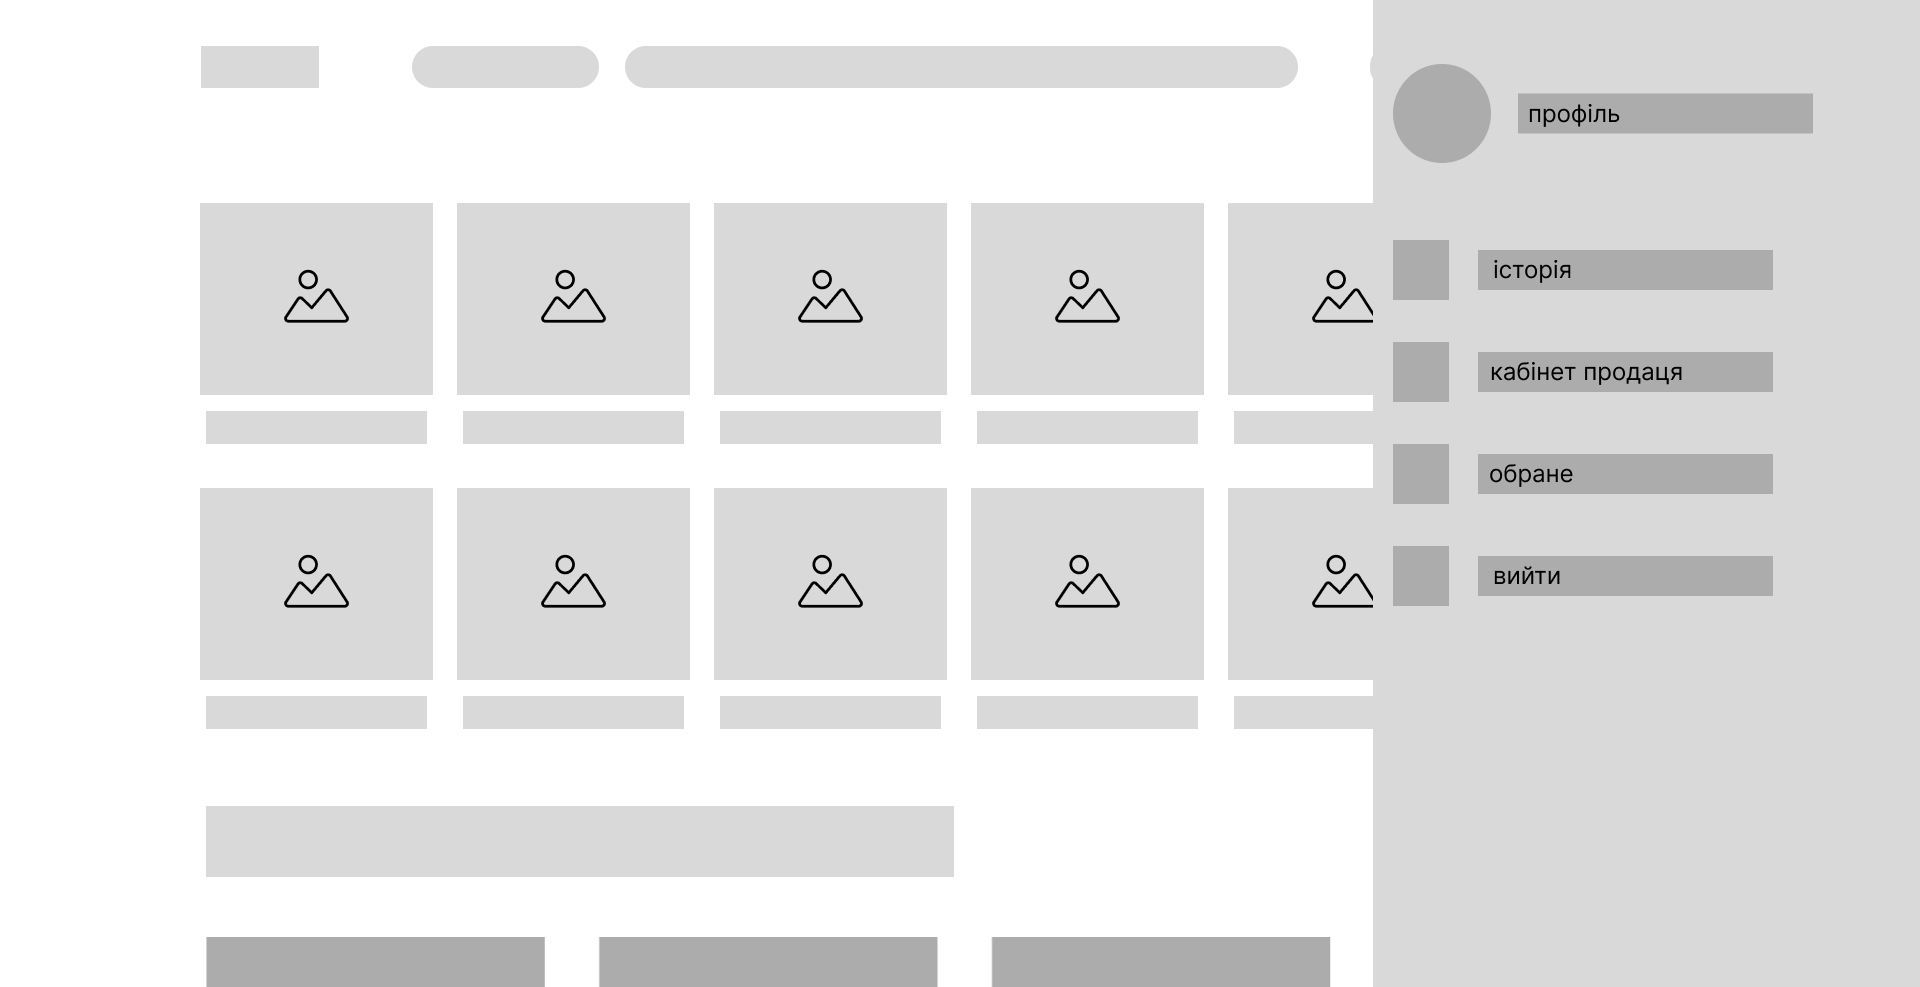 профіль
історія
кабінет продаця
обране
вийти